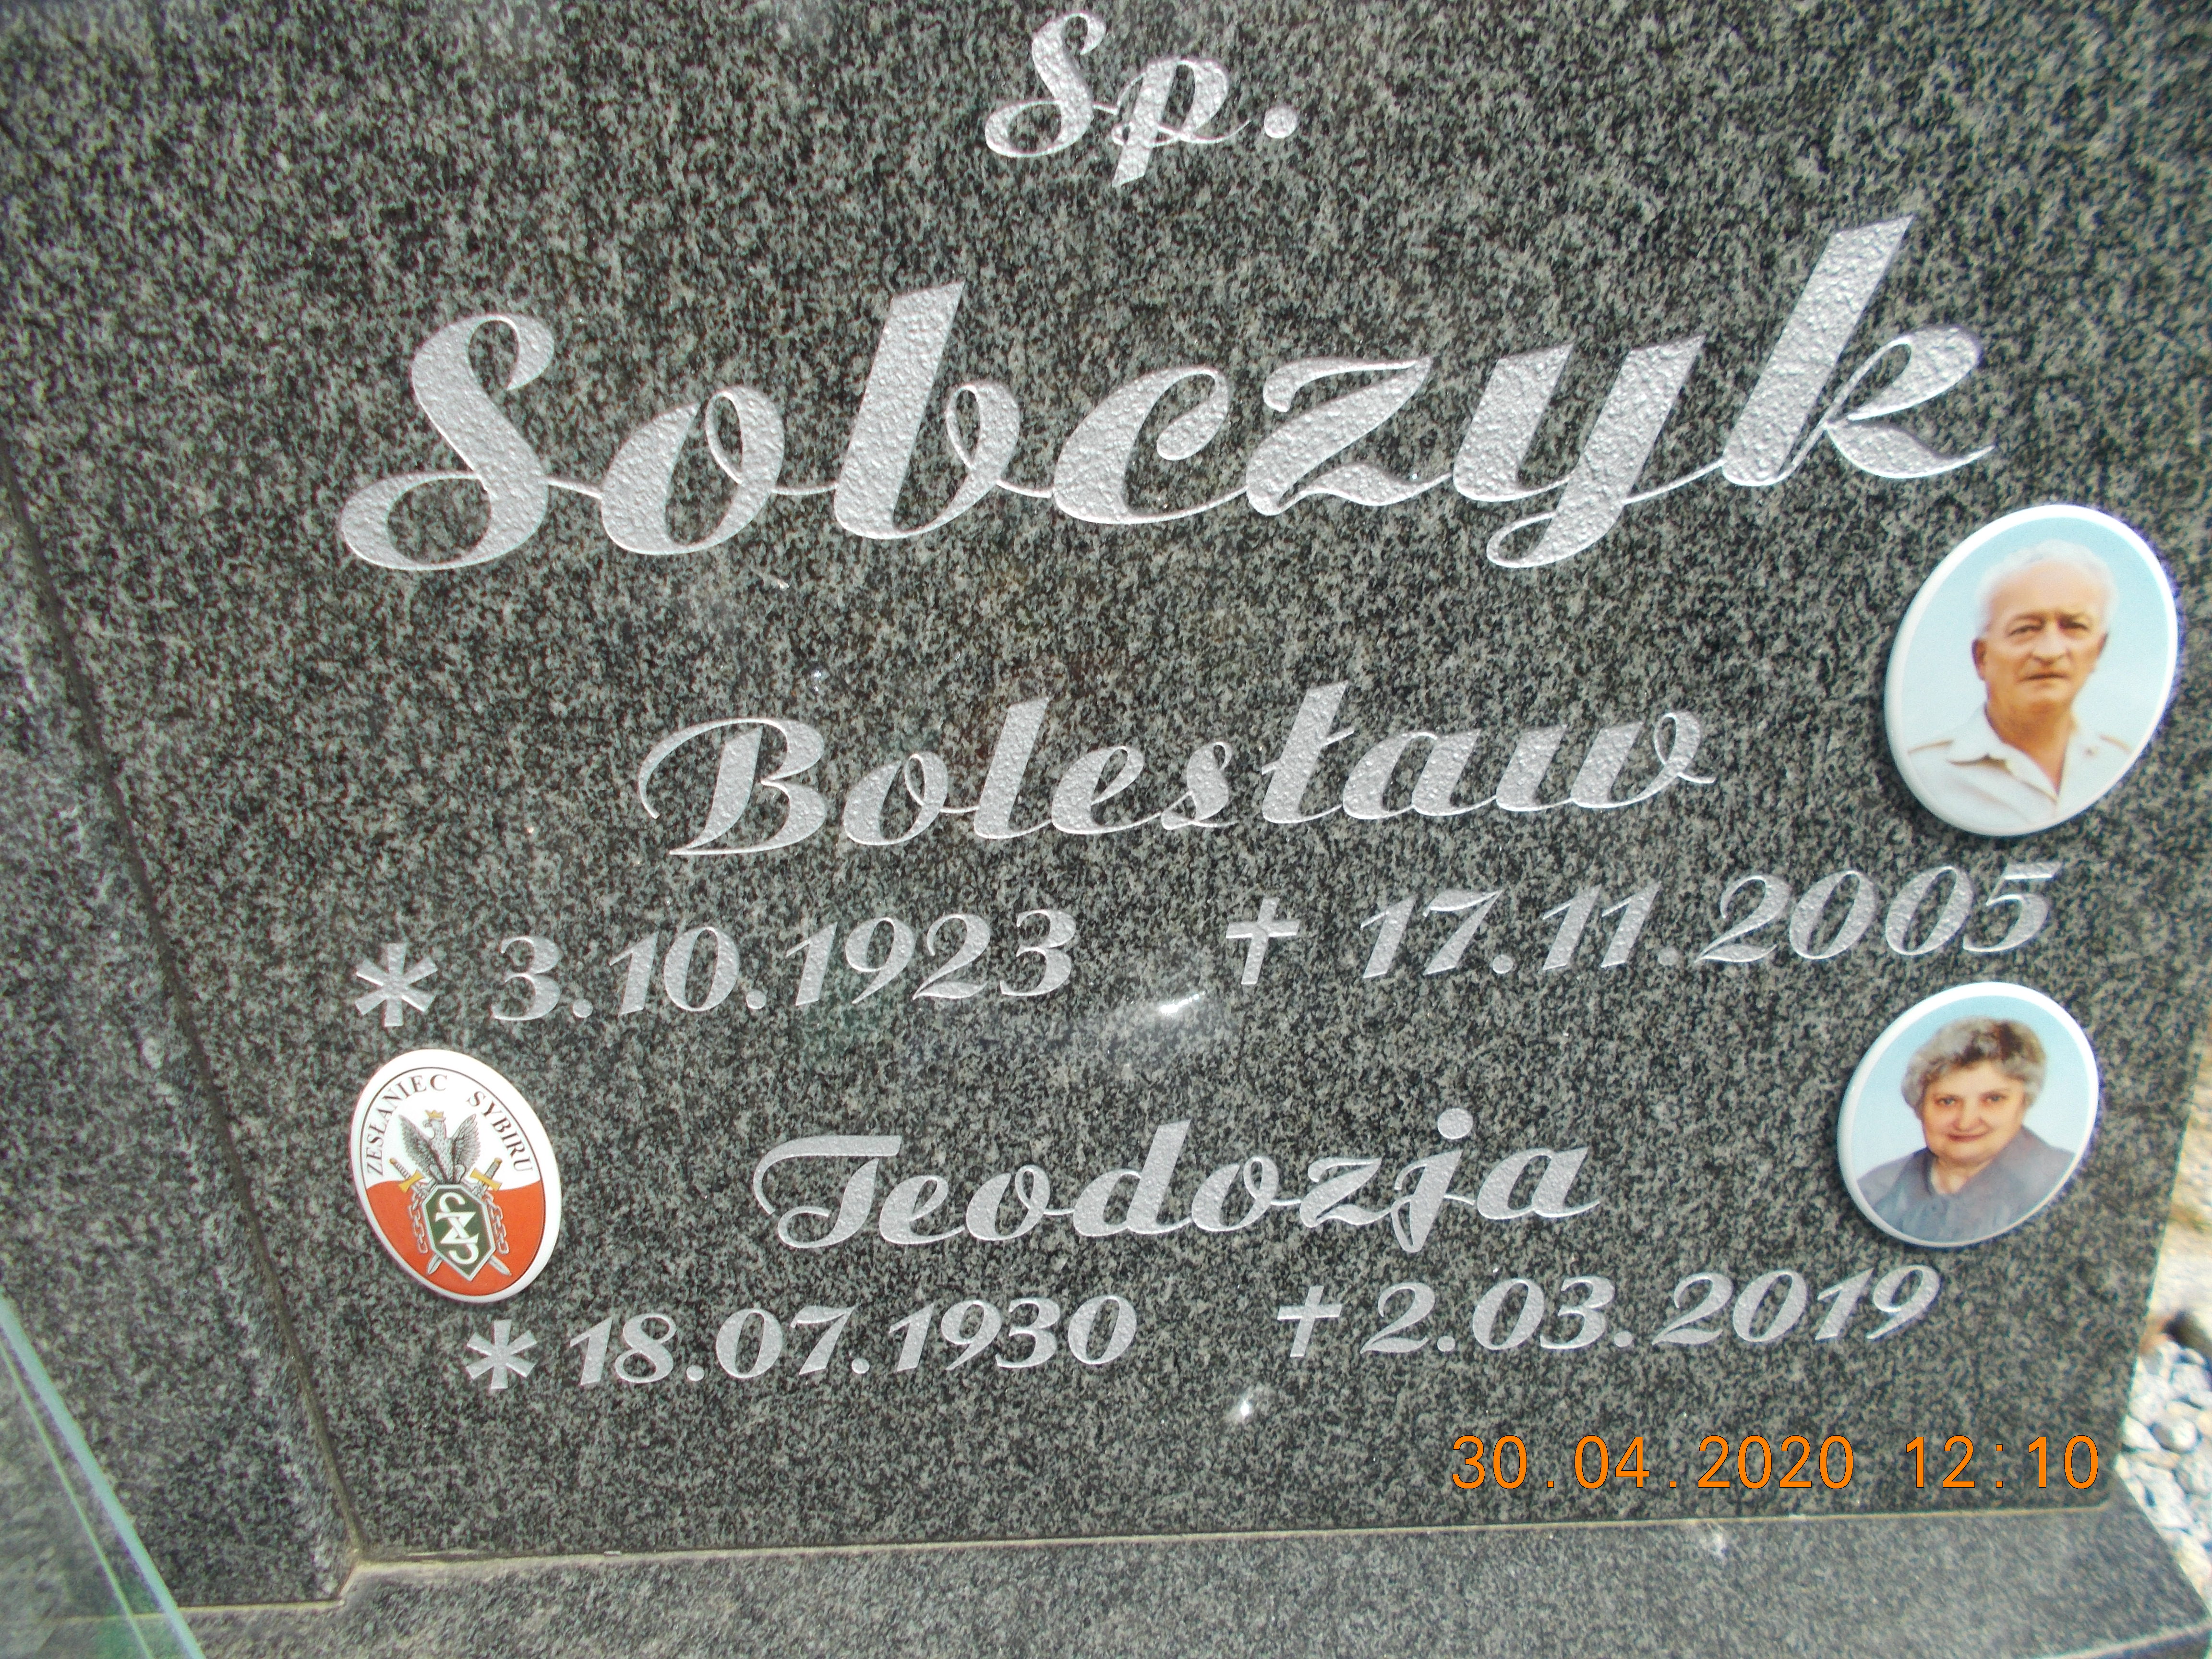 Sp.
Sobczyk
Bolesław
* 3.10.1923 † 17.11.2005
ZESŁANIEC SYBIRU
Teodozja
* 18.07.1930 † 2.03.2019
30.04.2020 12:10